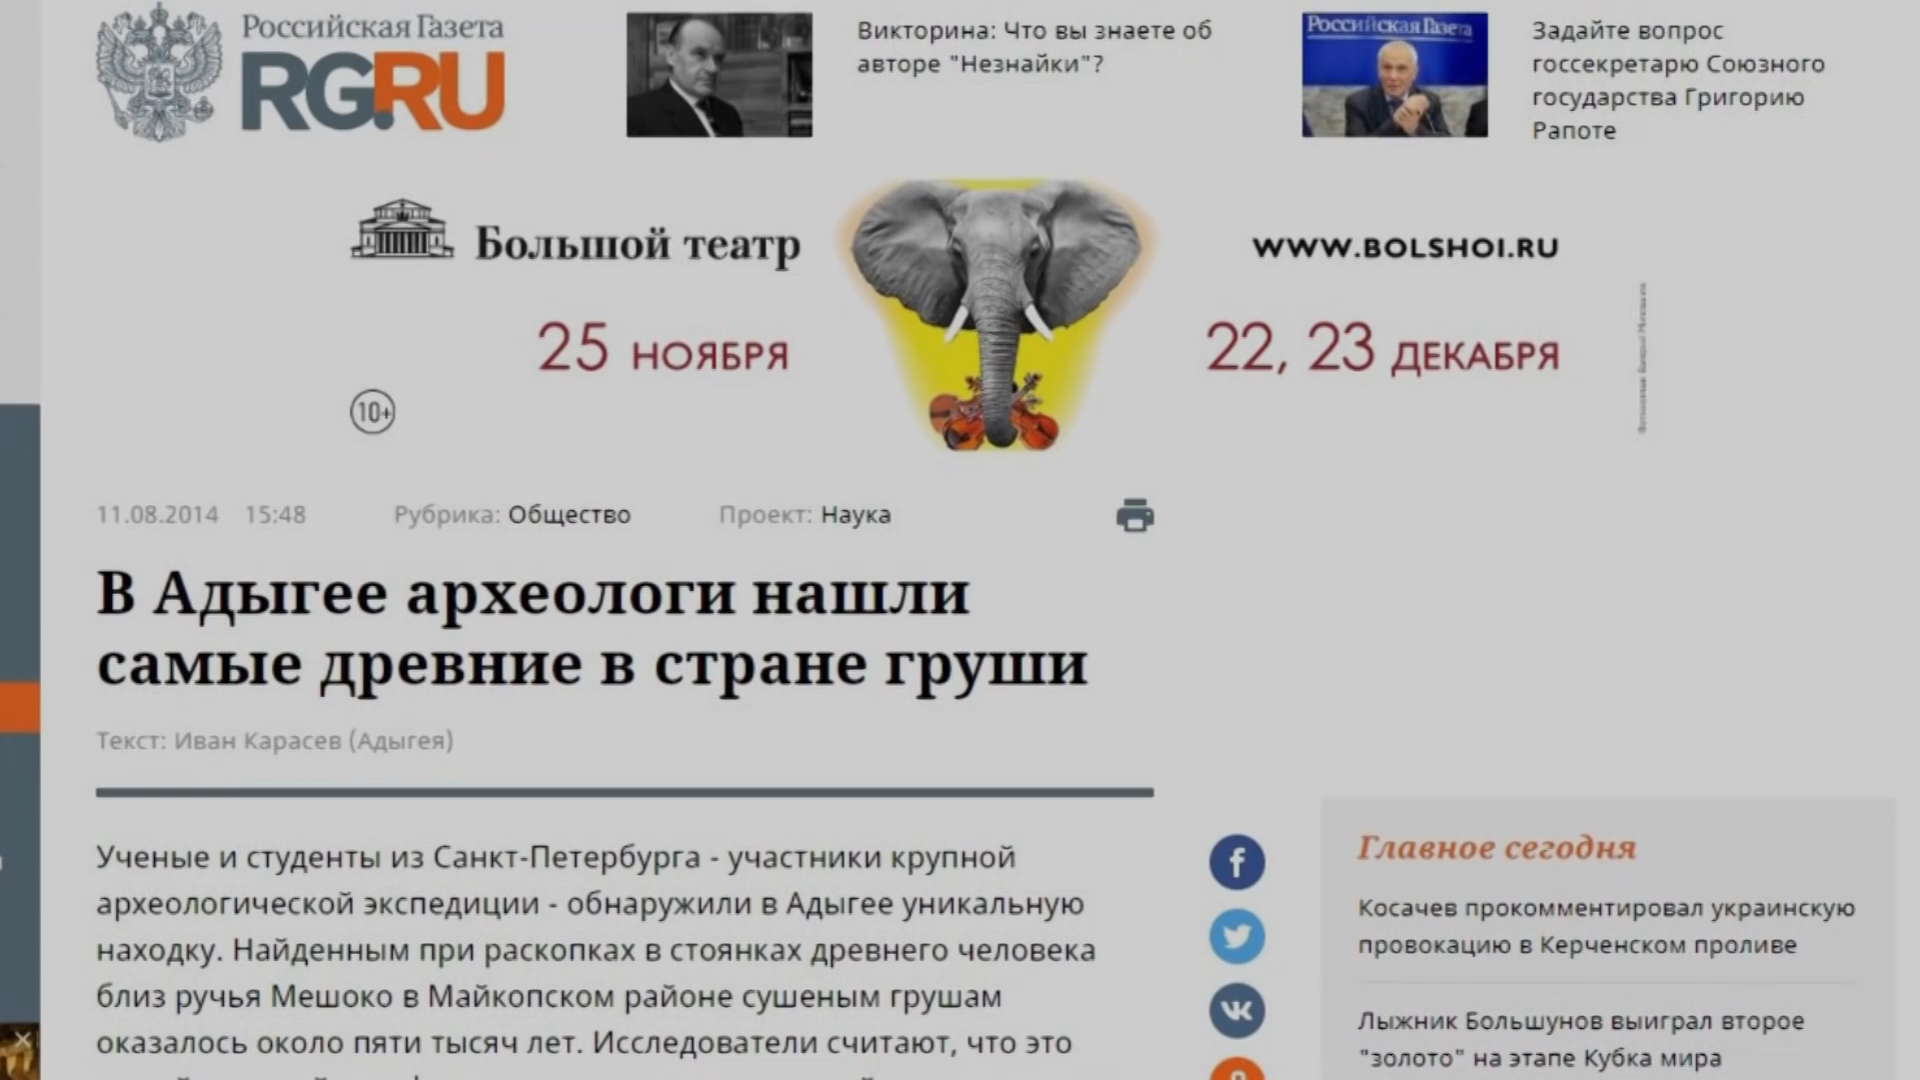 Российская Газета
RG.RU
Викторина: Что вы знаете об
авторе "Незнайки"?
Российская Газета
Задайте вопрос
госсекретарю Союзного
государства Григорию
Рапоте
Большой театр
WWW.BOLSHOI.RU
25 НОЯБРЯ
22, 23 ДЕКАБРЯ
10+
11.08.2014 15:48 Рубрика: Общество Проект: Наука
В Адыгее археологи нашли
самые древние в стране груши
Текст: Иван Карасев (Адыгея)
Ученые и студенты из Санкт-Петербурга - участники крупной
археологической экспедиции - обнаружили в Адыгее уникальную
находку. Найденным при раскопках в стоянках древнего человека
близ ручья Мешоко в Майкопском районе сушеным грушам
оказалось около пяти тысяч лет. Исследователи считают, что это
Главное сегодня
Косачев прокомментировал украинскую
провокацию в Керченском проливе
Лыжник Большунов выиграл второе
"золото" на этапе Кубка мира